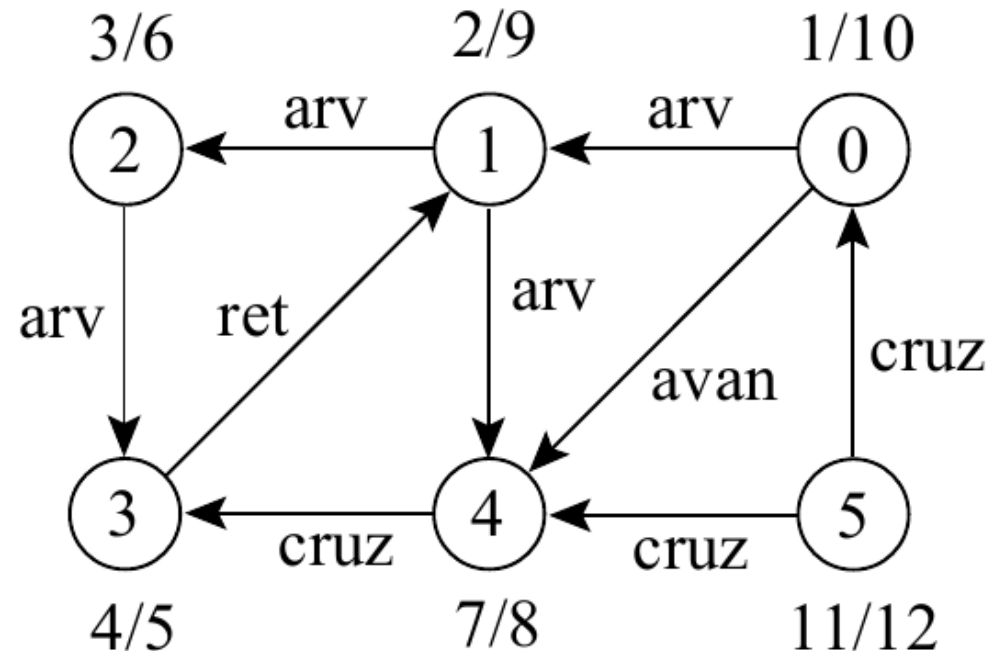 3/6 2/9 1/10
arv arv
2 1 0
arv ret arv avan cruz
3 4 5
cruz cruz
4/5 7/8 11/12